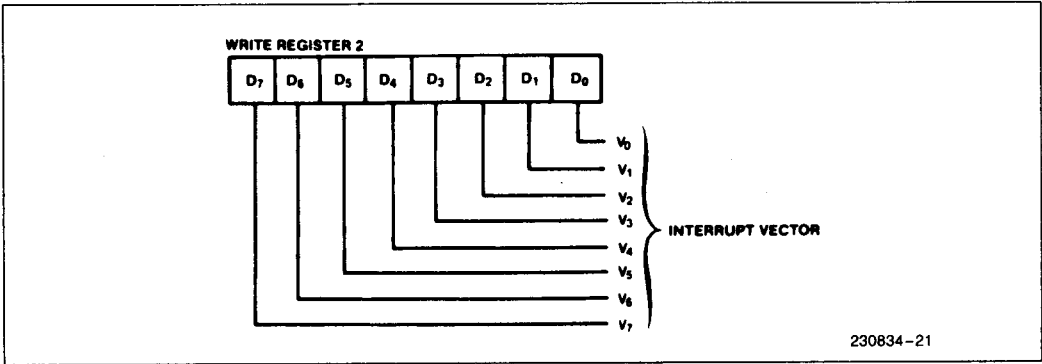 WRITE REGISTER 2
D₇ D₆ D₅ D₄ D₃ D₂ D₁ D₀
V₀
V₁
V₂
V₃
INTERRUPT VECTOR
V₄
V₅
V₆
V₇
230834-21